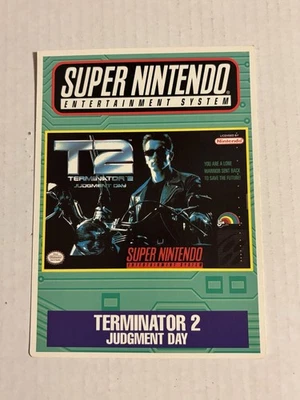 SUPER NINTENDO
ENTERTAINMENT SYSTEM
LICENSED BY
Nintendo
T2
TERMINATOR 2
JUDGMENT DAY
YOU ARE A LONE
WARRIOR SENT BACK
TO SAVE THE FUTURE!
SUPER NINTENDO
ENTERTAINMENT SYSTEM
TERMINATOR 2
JUDGMENT DAY